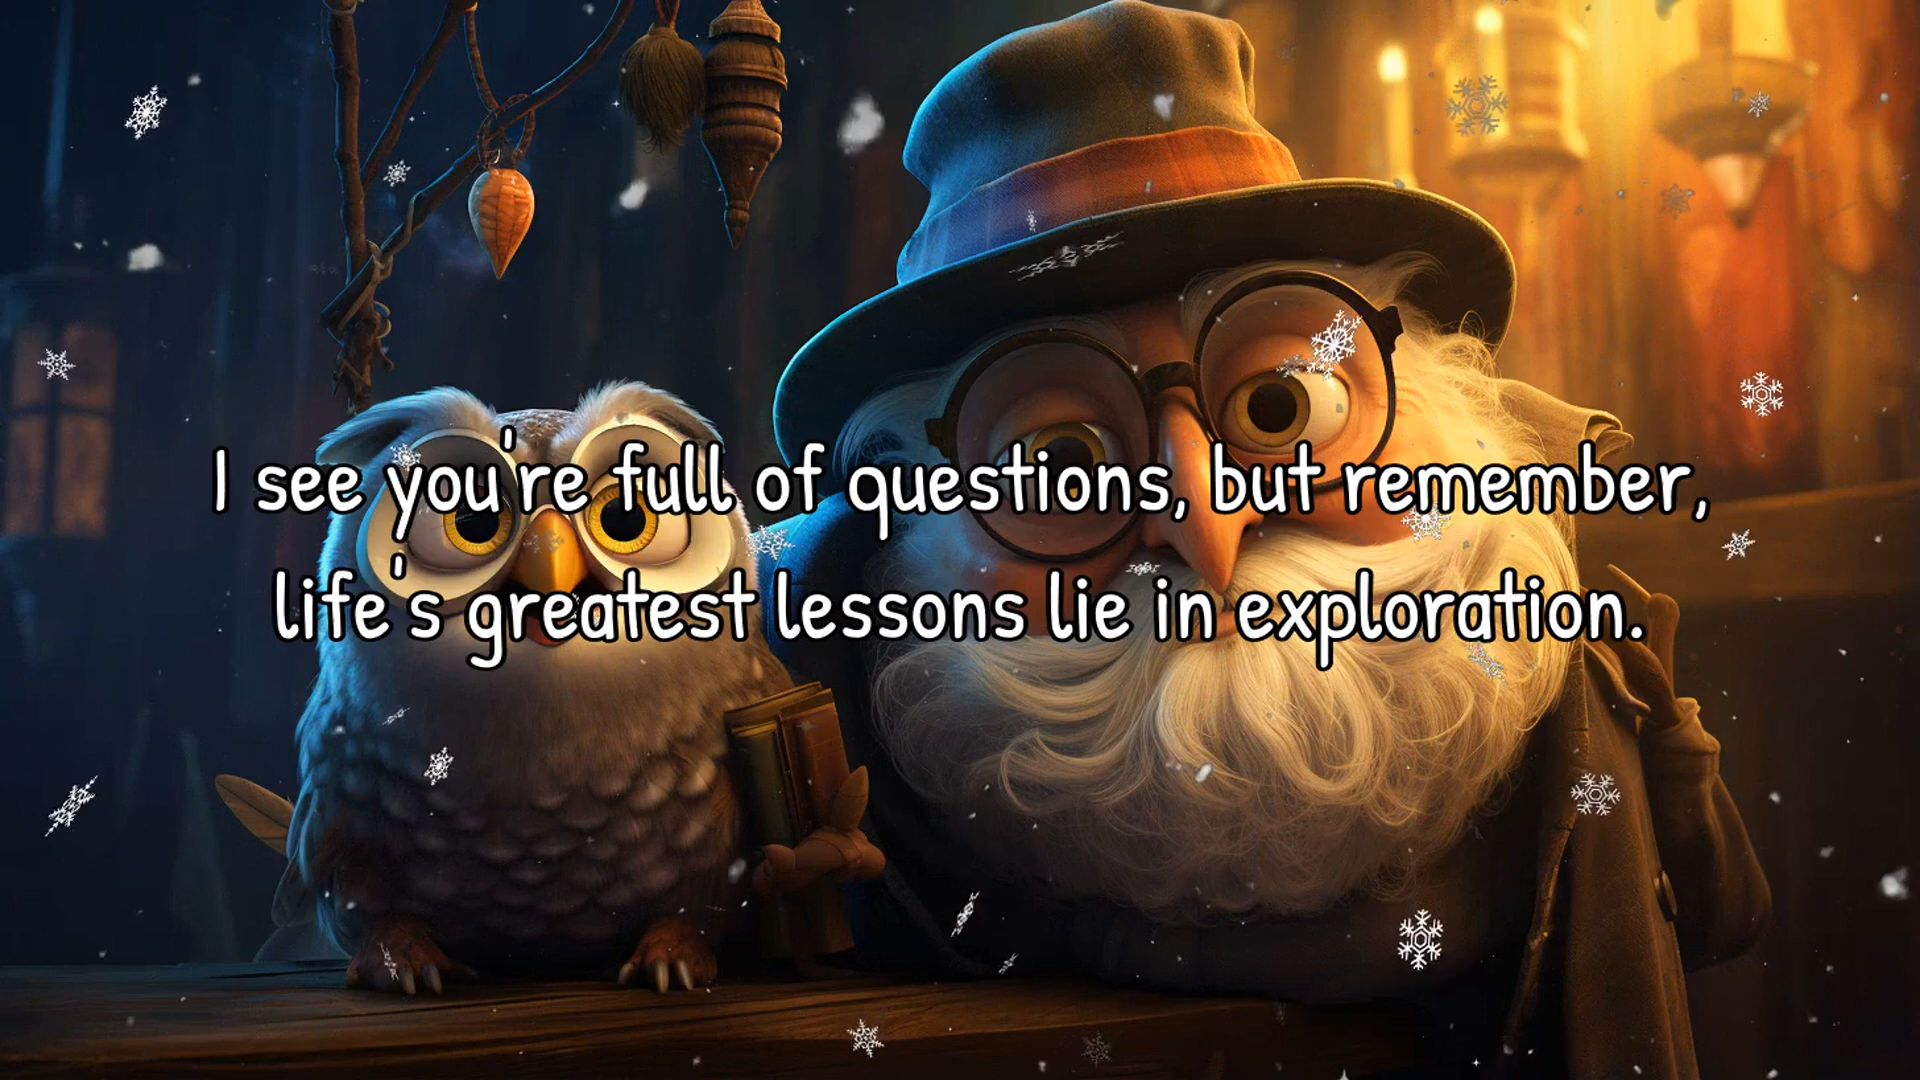 I see you're full of questions, but remember,
life's greatest lessons lie in exploration.